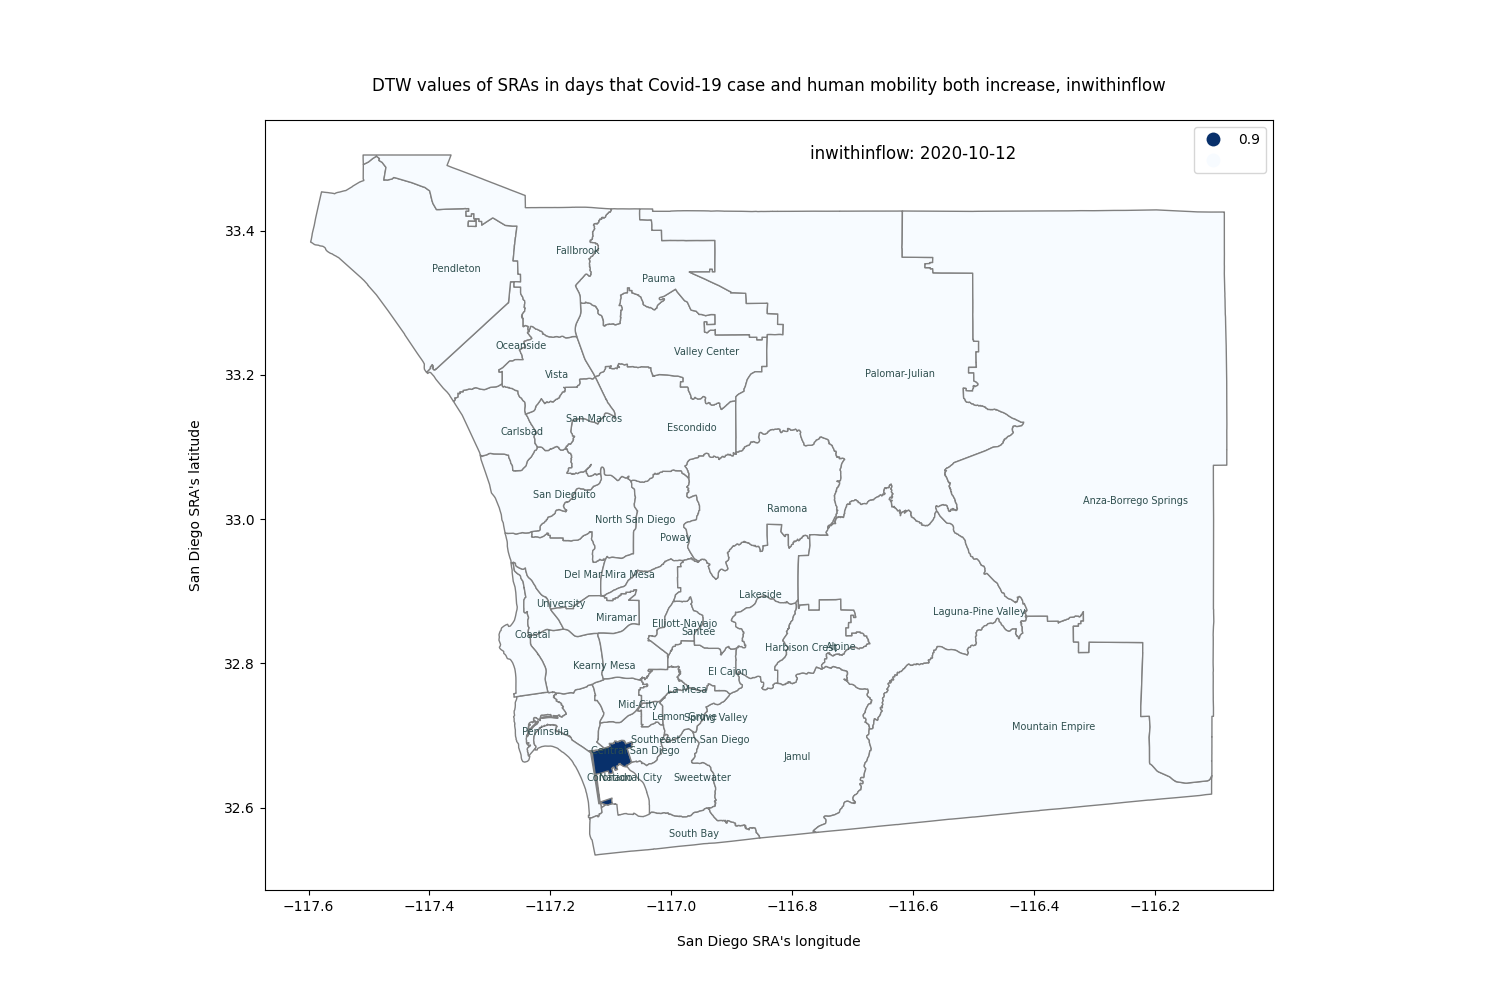 DTW values of SRAs in days that Covid-19 case and human mobility both increase, inwithinflow
inwithinflow: 2020-10-12
0.9
33.4
33.2
33.0
32.8
32.6
San Diego SRA's latitude
Fallbrook
Pendleton
Pauma
Oceanside
Valley Center
Vista
Palomar-Julian
San Marcos
Carlsbad
Escondido
San Dieguito
Anza-Borrego Springs
Ramona
North San Diego
Poway
Del Mar-Mira Mesa
Lakeside
University
Laguna-Pine Valley
Miramar
Elliott-Navajo
Santee
Coastal
Harbison Crest
Alpine
Kearny Mesa
El Cajon
La Mesa
Mid-City
Lemon Grove
Spring Valley
Mountain Empire
Peninsula
Southeastern San Diego
Central San Diego
Jamul
Coronado
National City
Sweetwater
South Bay
−117.6
−117.4
−117.2
−117.0
−116.8
−116.6
−116.4
−116.2
San Diego SRA's longitude